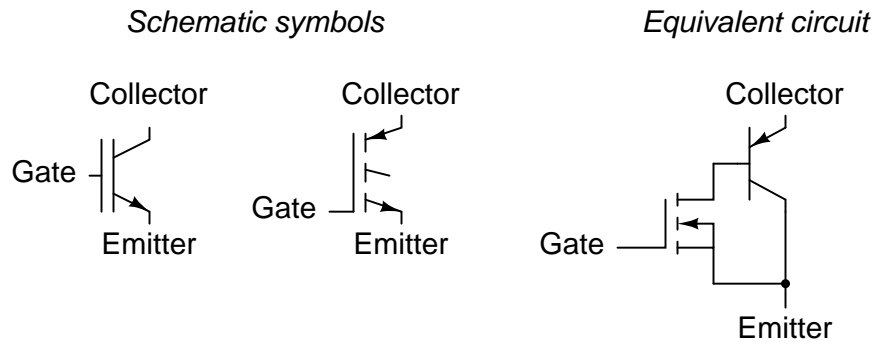 Schematic symbols
Equivalent circuit
Collector
Collector
Collector
Gate
Gate
Emitter
Emitter
Gate
Emitter